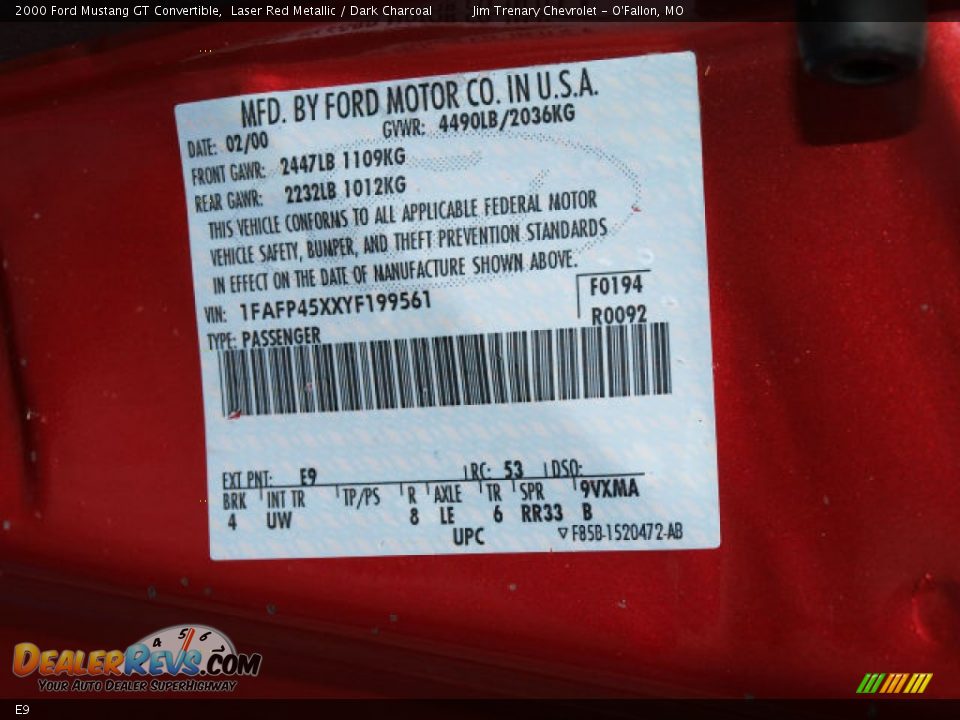 2000 Ford Mustang GT Convertible,  Laser Red Metallic / Dark Charcoal    Jim Trenary Chevrolet - O'Fallon, MO
MFD. BY FORD MOTOR CO. IN U.S.A.
DATE: 02/00 GVWR: 4490LB/2036KG
FRONT GAWR: 2447LB 1109KG
REAR GAWR: 2232LB 1012KG
THIS VEHICLE CONFORMS TO ALL APPLICABLE FEDERAL MOTOR
VEHICLE SAFETY, BUMPER, AND THEFT PREVENTION STANDARDS
IN EFFECT ON THE DATE OF MANUFACTURE SHOWN ABOVE.
VIN: 1FAFP45XXYF199561 F0194
TYPE: PASSENGER R0092
EXT PNT: E9 RC: 53 DSO:
BRK INT TR TP/PS R AXLE TR SPR 9VXMA
4 UW 8 LE 6 RR33 B
UPC ▽F85B-1520472-AB
4 5 6
DEALERREVS.COM
YOUR AUTO DEALER SUPERHIGHWAY
E9